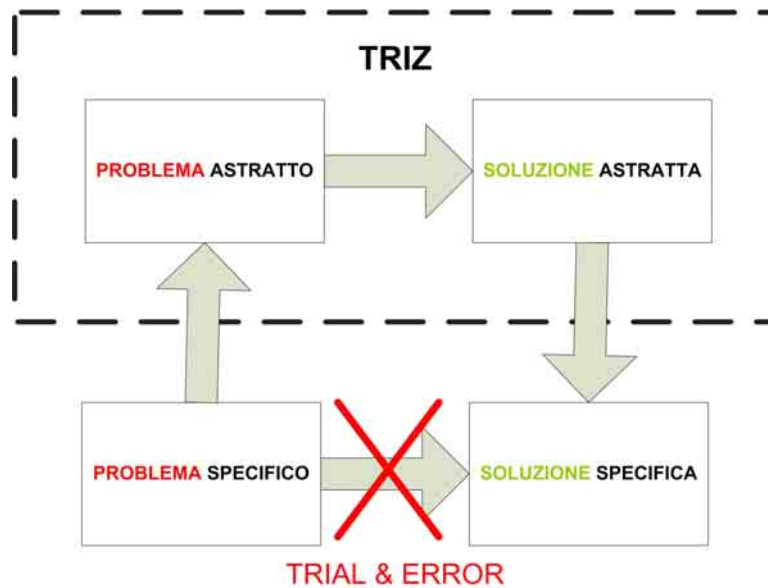 TRIZ
PROBLEMA ASTRATTO
SOLUZIONE ASTRATTA
PROBLEMA SPECIFICO
SOLUZIONE SPECIFICA
TRIAL & ERROR